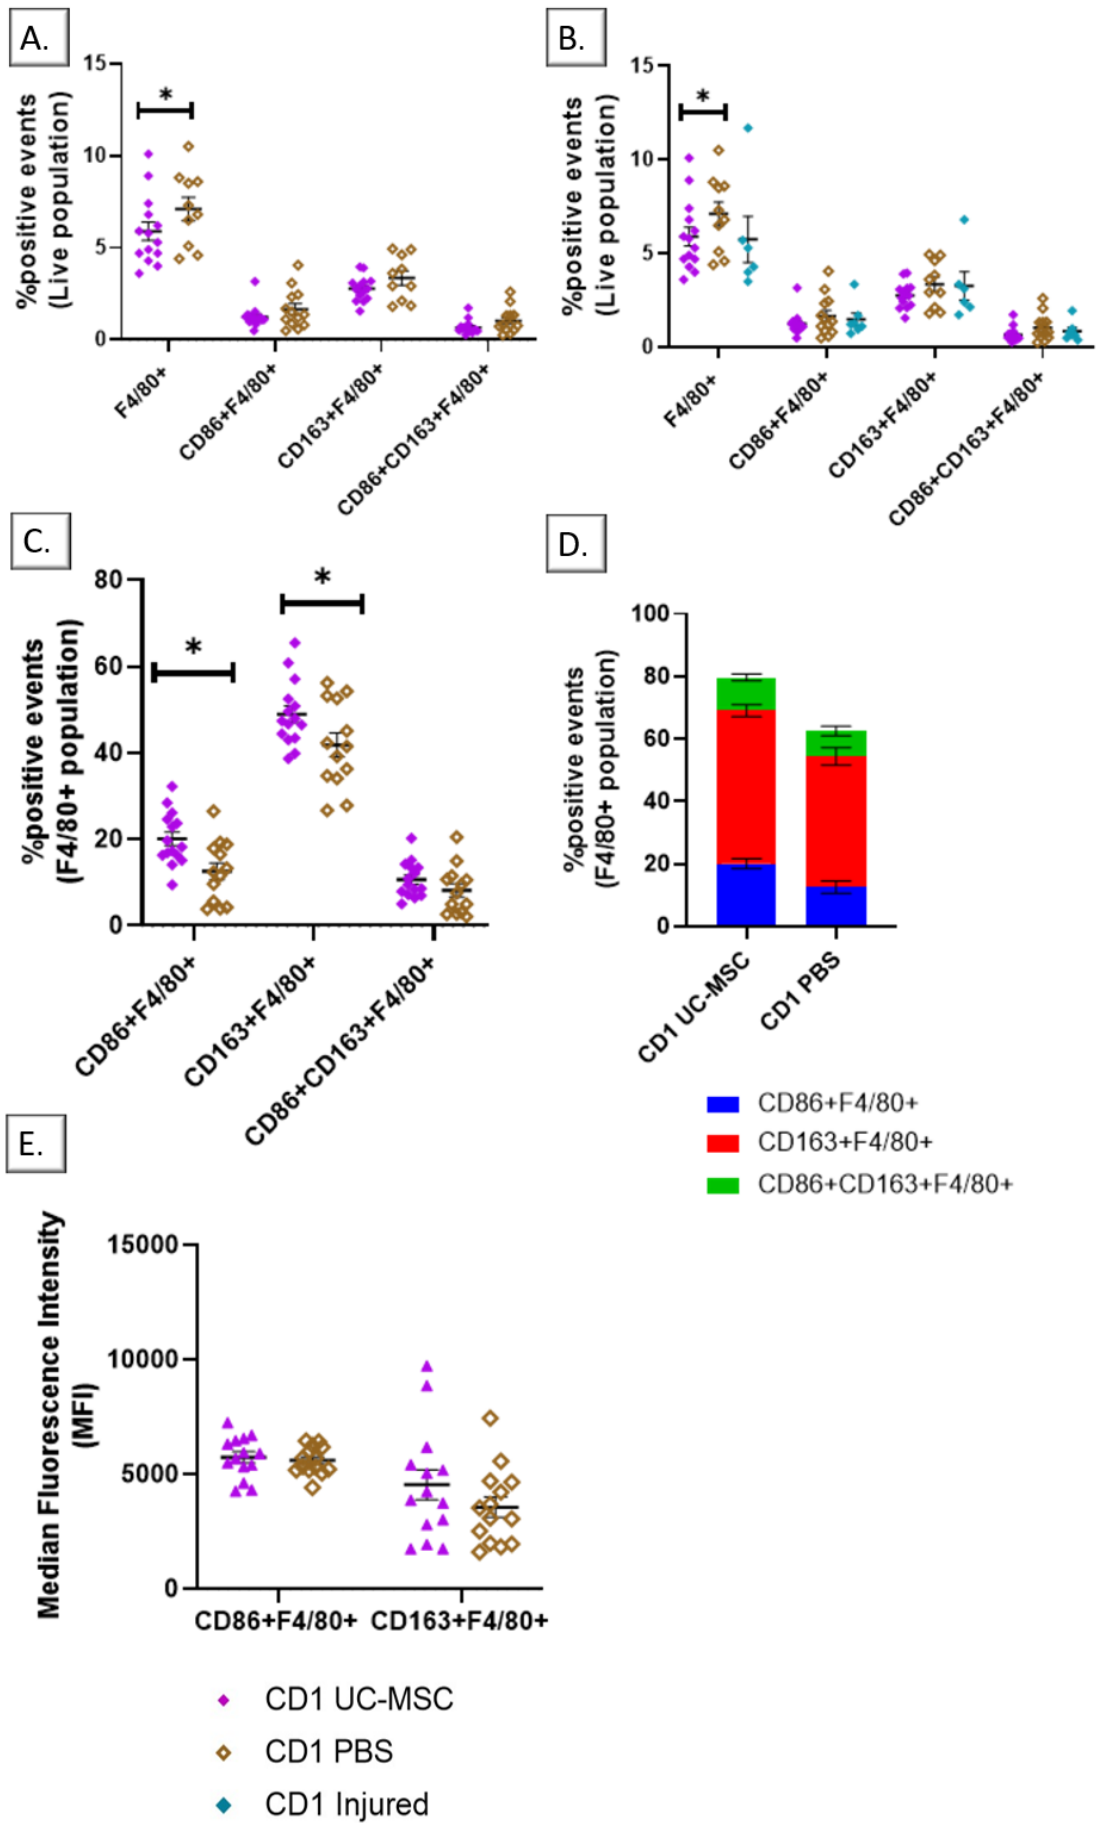 A.
%positive events
(Live population)
15
10
5
0
*
F4/80+
CD86+F4/80+
CD163+F4/80+
CD86+CD163+F4/80+
B.
%positive events
(Live population)
15
10
5
0
*
F4/80+
CD86+F4/80+
CD163+F4/80+
CD86+CD163+F4/80+
C.
%positive events
(F4/80+ population)
80
60
40
20
0
*
*
CD86+F4/80+
CD163+F4/80+
CD86+CD163+F4/80+
D.
%positive events
(F4/80+ population)
100
80
60
40
20
0
CD1 UC-MSC
CD1 PBS
CD86+F4/80+
CD163+F4/80+
CD86+CD163+F4/80+
E.
Median Fluorescence Intensity
(MFI)
15000
10000
5000
0
CD86+F4/80+ CD163+F4/80+
CD1 UC-MSC
CD1 PBS
CD1 Injured